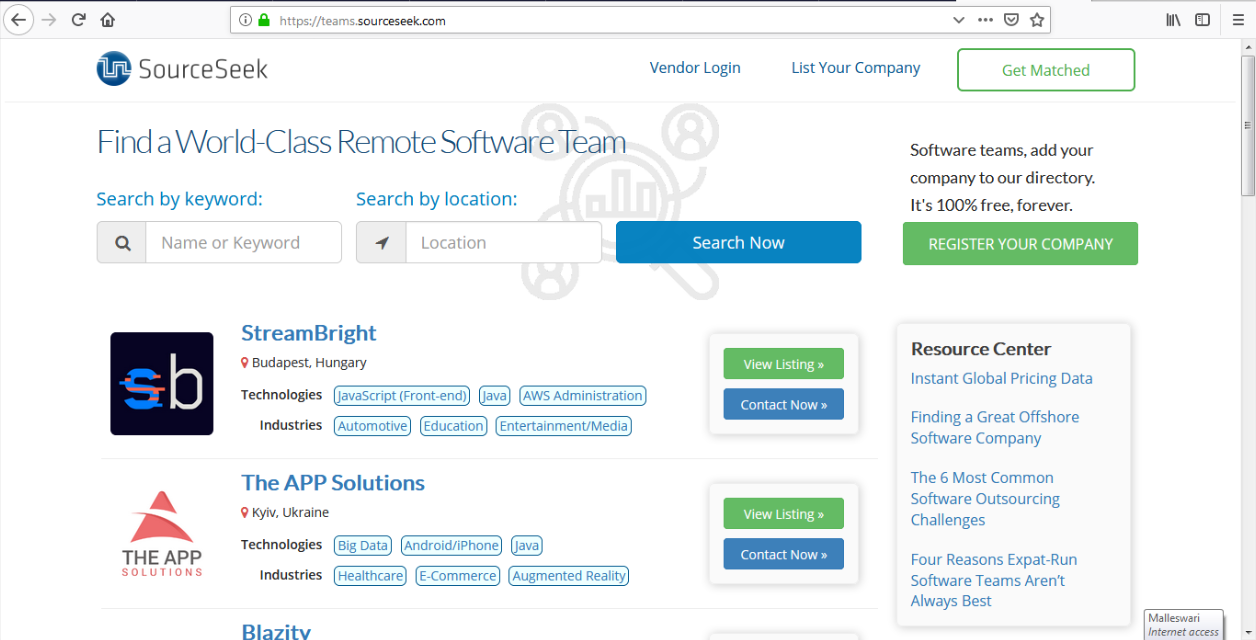 https://teams.sourceseek.com
SourceSeek
Vendor Login
List Your Company
Get Matched
Find a World-Class Remote Software Team
Search by keyword:
Search by location:
Name or Keyword
Location
Search Now
Software teams, add your
company to our directory.
It's 100% free, forever.
REGISTER YOUR COMPANY
sb
StreamBright
Budapest, Hungary
Technologies JavaScript (Front-end) Java AWS Administration
Industries Automotive Education Entertainment/Media
View Listing »
Contact Now »
THE APP
SOLUTIONS
The APP Solutions
Kyiv, Ukraine
Technologies Big Data Android/iPhone Java
Industries Healthcare E-Commerce Augmented Reality
View Listing »
Contact Now »
Blazity
Resource Center
Instant Global Pricing Data
Finding a Great Offshore
Software Company
The 6 Most Common
Software Outsourcing
Challenges
Four Reasons Expat-Run
Software Teams Aren't
Always Best
Malleswari
Internet access